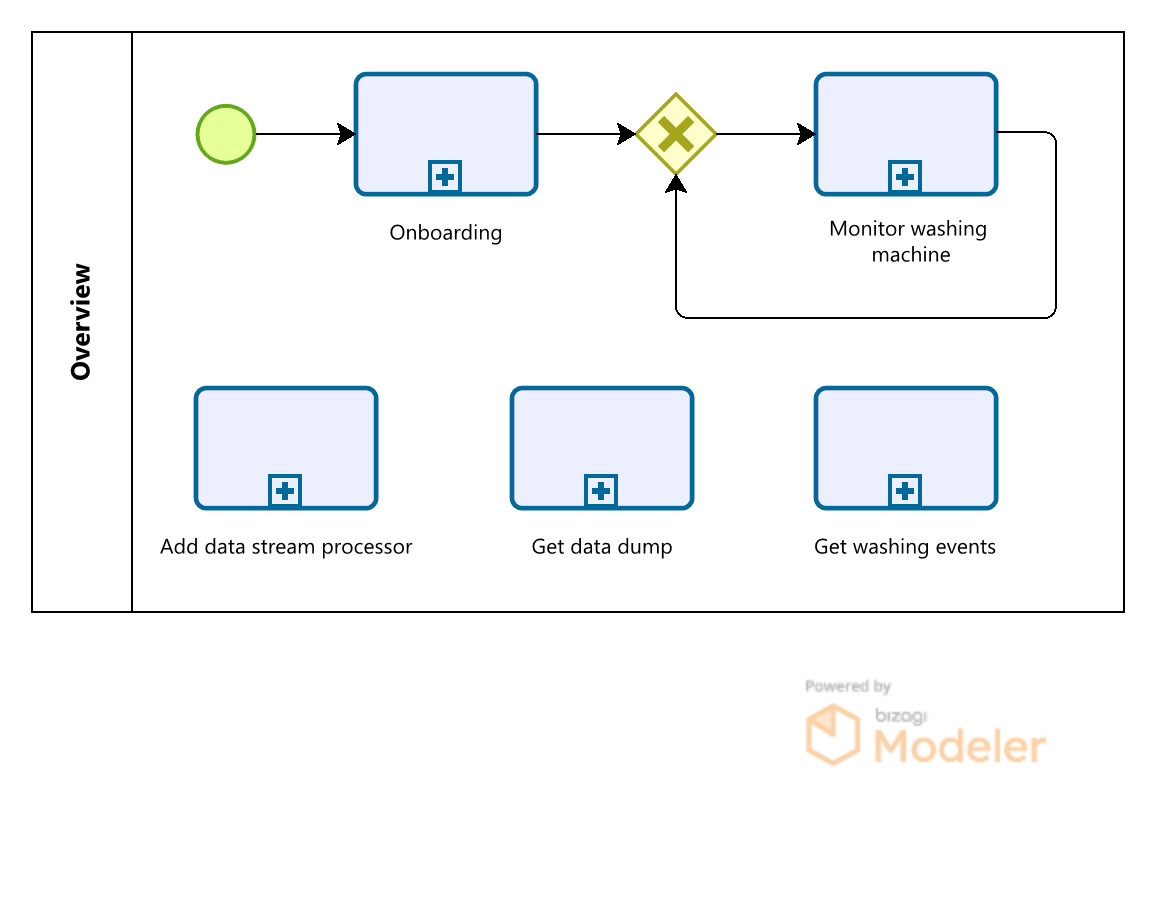 Overview
Onboarding
Monitor washing
machine
Add data stream processor
Get data dump
Get washing events
Powered by
bizagi
Modeler